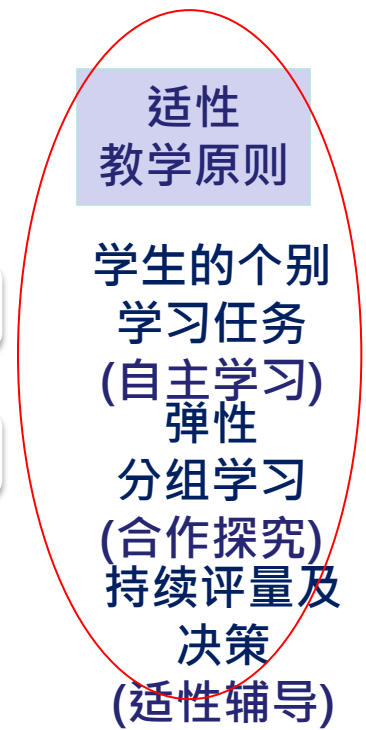 适性
教学原则
学生的个别
学习任务
(自主学习)
弹性
分组学习
(合作探究)
持续评量及
决策
(适性辅导)